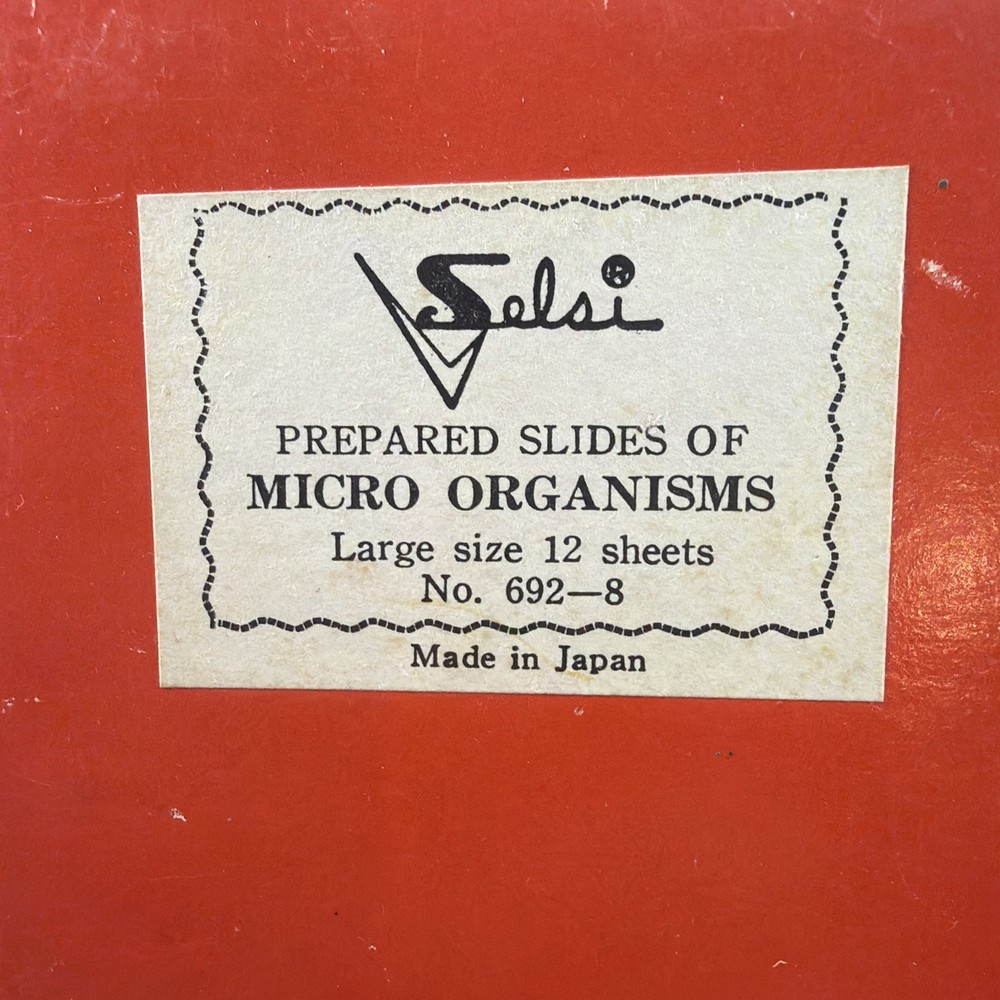 Selsi®
PREPARED SLIDES OF
MICRO ORGANISMS
Large size 12 sheets
No. 692—8
Made in Japan